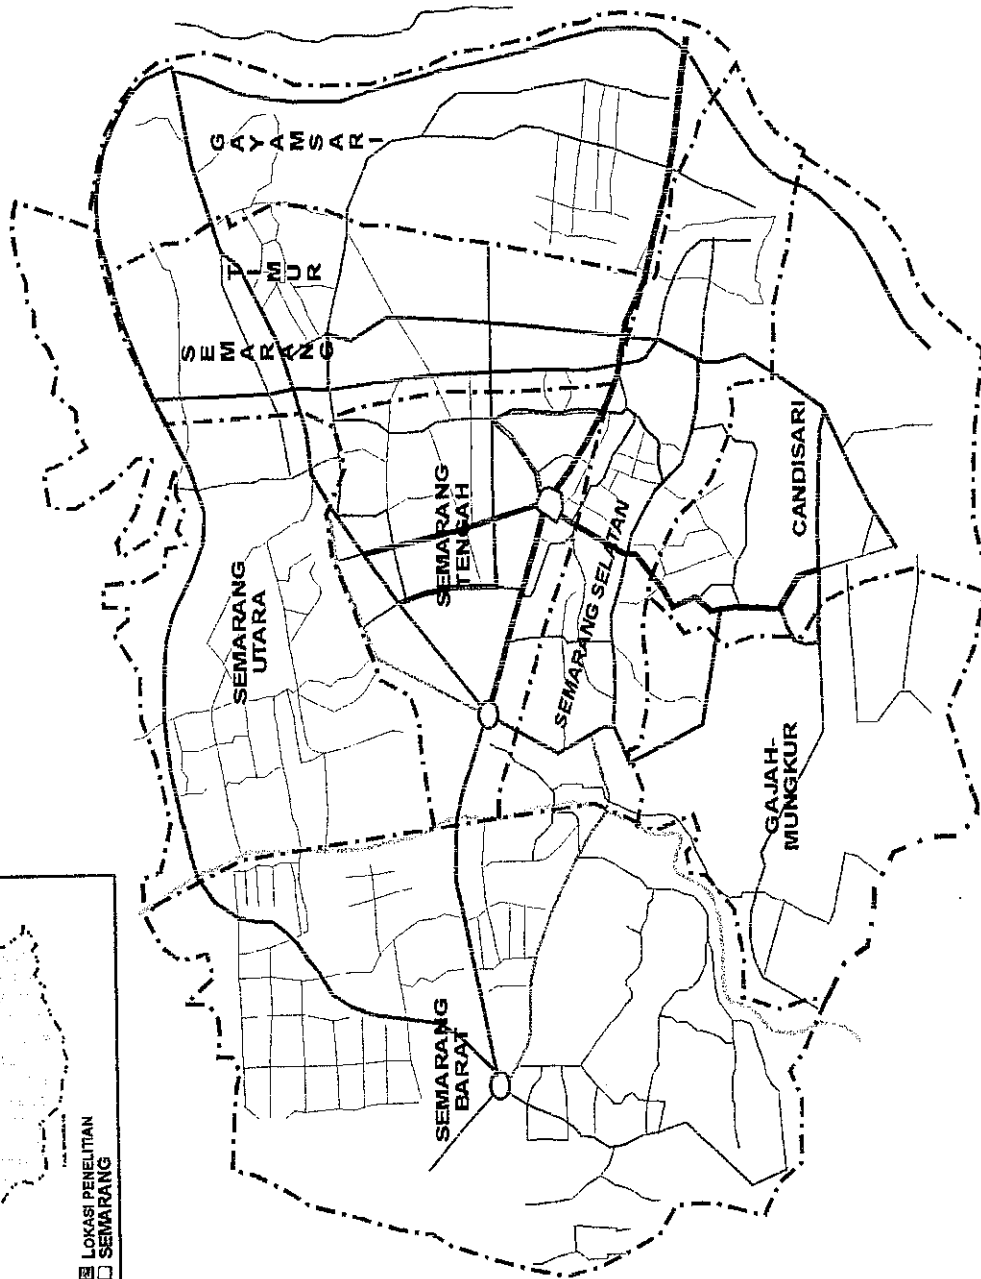 LOKASI PENELITIAN
SEMARANG
SEMARANG
UTARA
SEMARANG
TIMUR
GAYAMSARI
SEMARANG
BARAT
SEMARANG
TENGAH
SEMARANG SELATAN
GAJAH-
MUNGKUR
CANDISARI